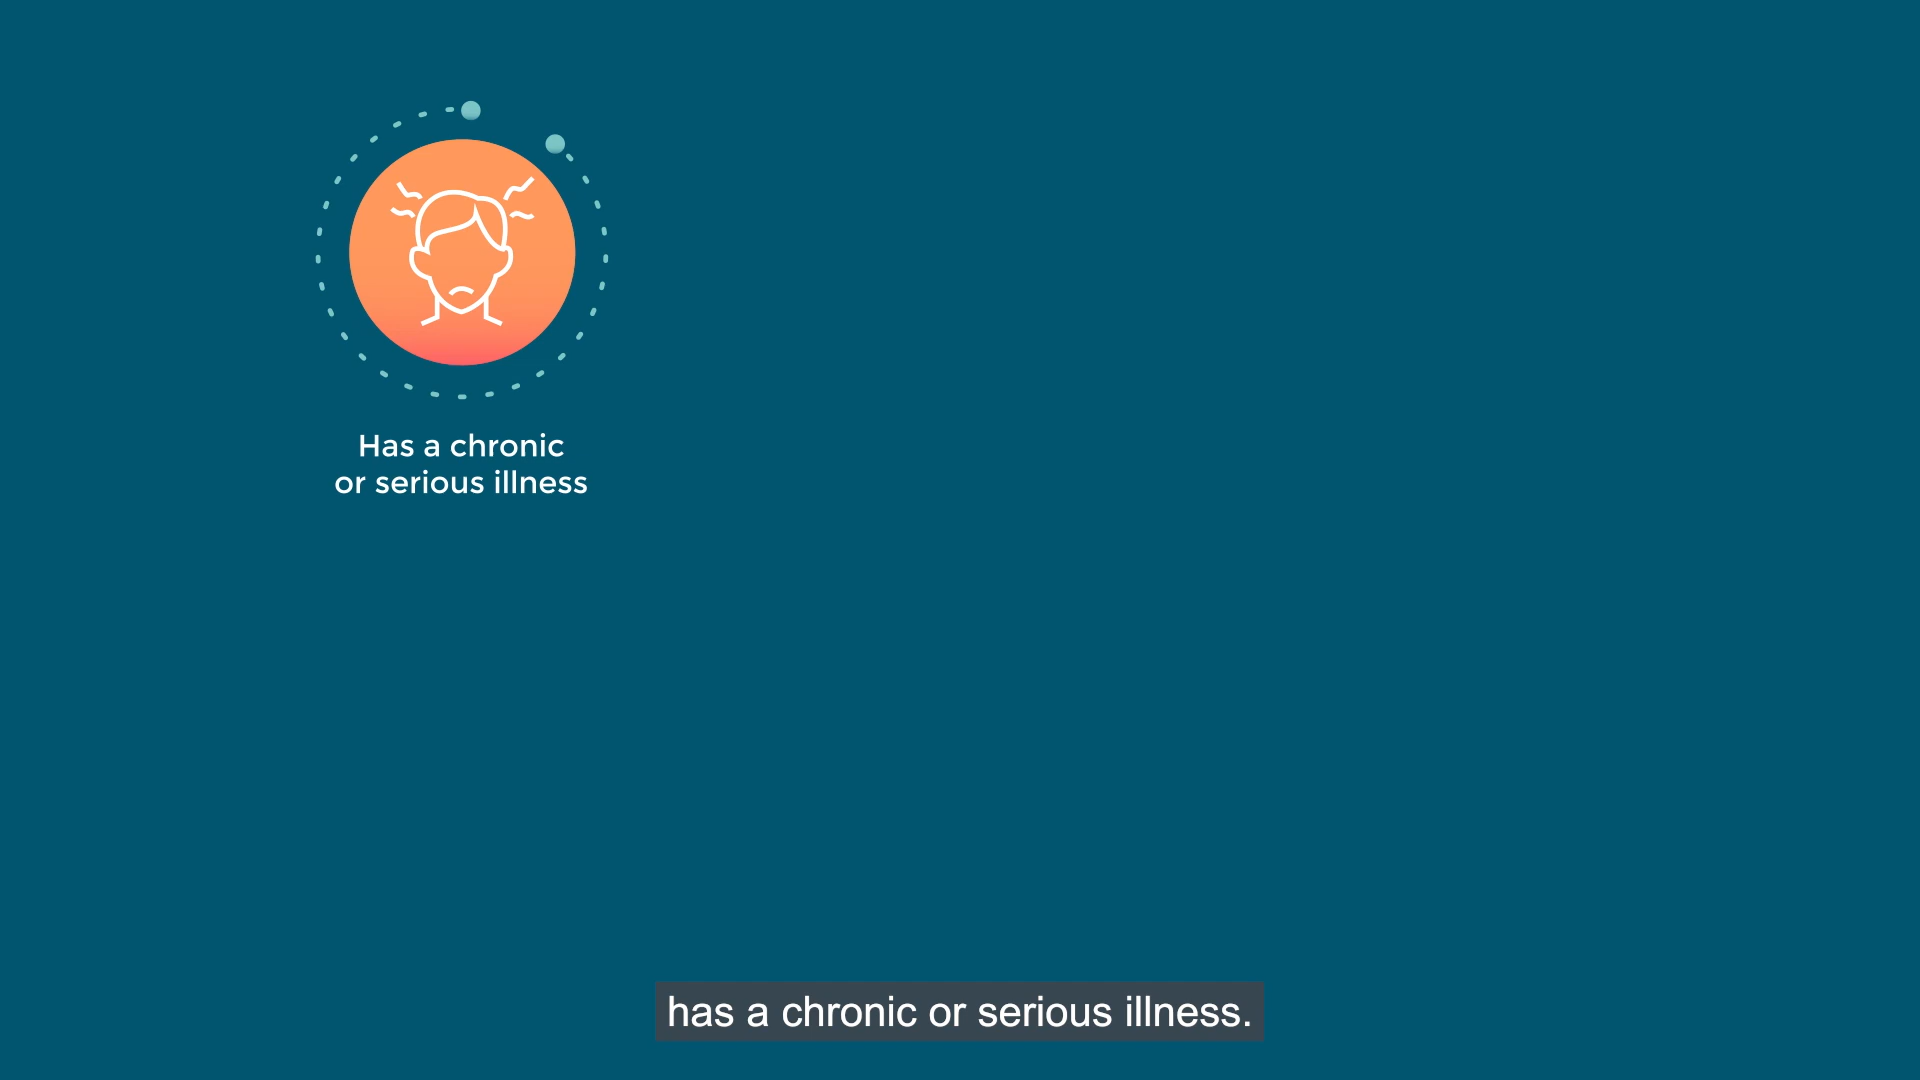 Has a chronic
or serious illness
has a chronic or serious illness.